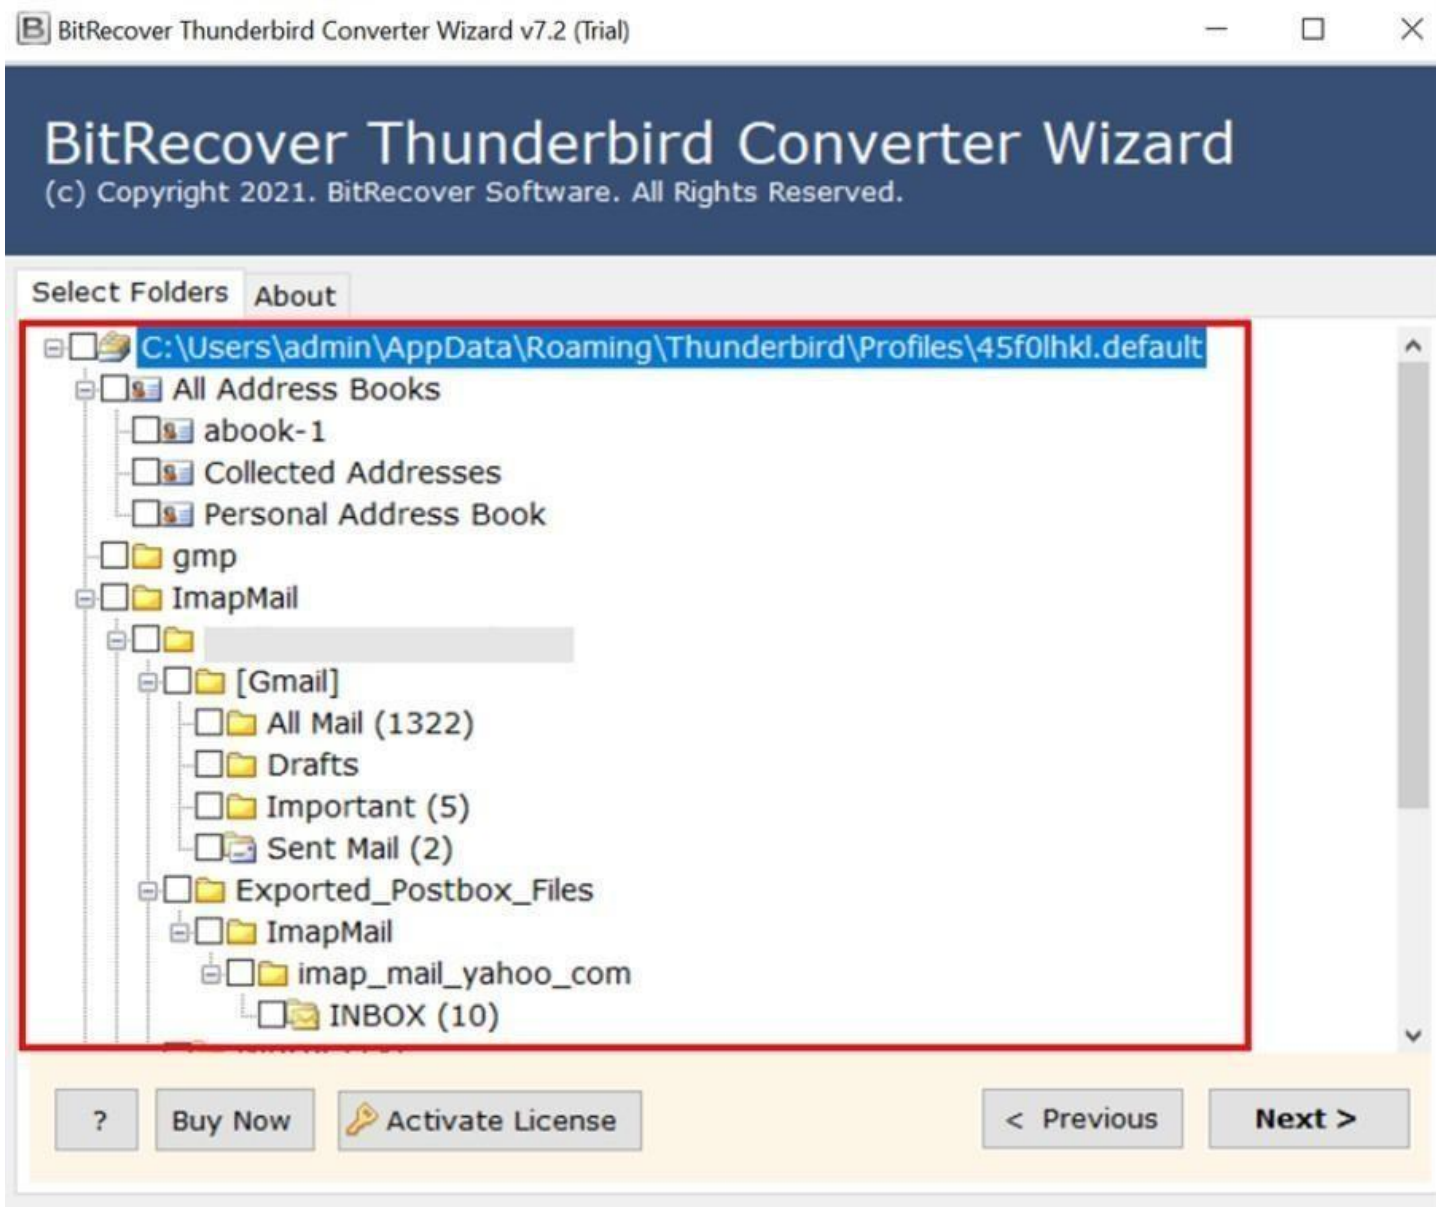 BitRecover Thunderbird Converter Wizard v7.2 (Trial)
BitRecover Thunderbird Converter Wizard
(c) Copyright 2021. BitRecover Software. All Rights Reserved.
Select Folders About
C:\Users\admin\AppData\Roaming\Thunderbird\Profiles\45f0lhkl.default
All Address Books
abook-1
Collected Addresses
Personal Address Book
gmp
ImapMail
[Gmail]
All Mail (1322)
Drafts
Important (5)
Sent Mail (2)
Exported_Postbox_Files
ImapMail
imap_mail_yahoo_com
INBOX (10)
? Buy Now Activate License < Previous Next >